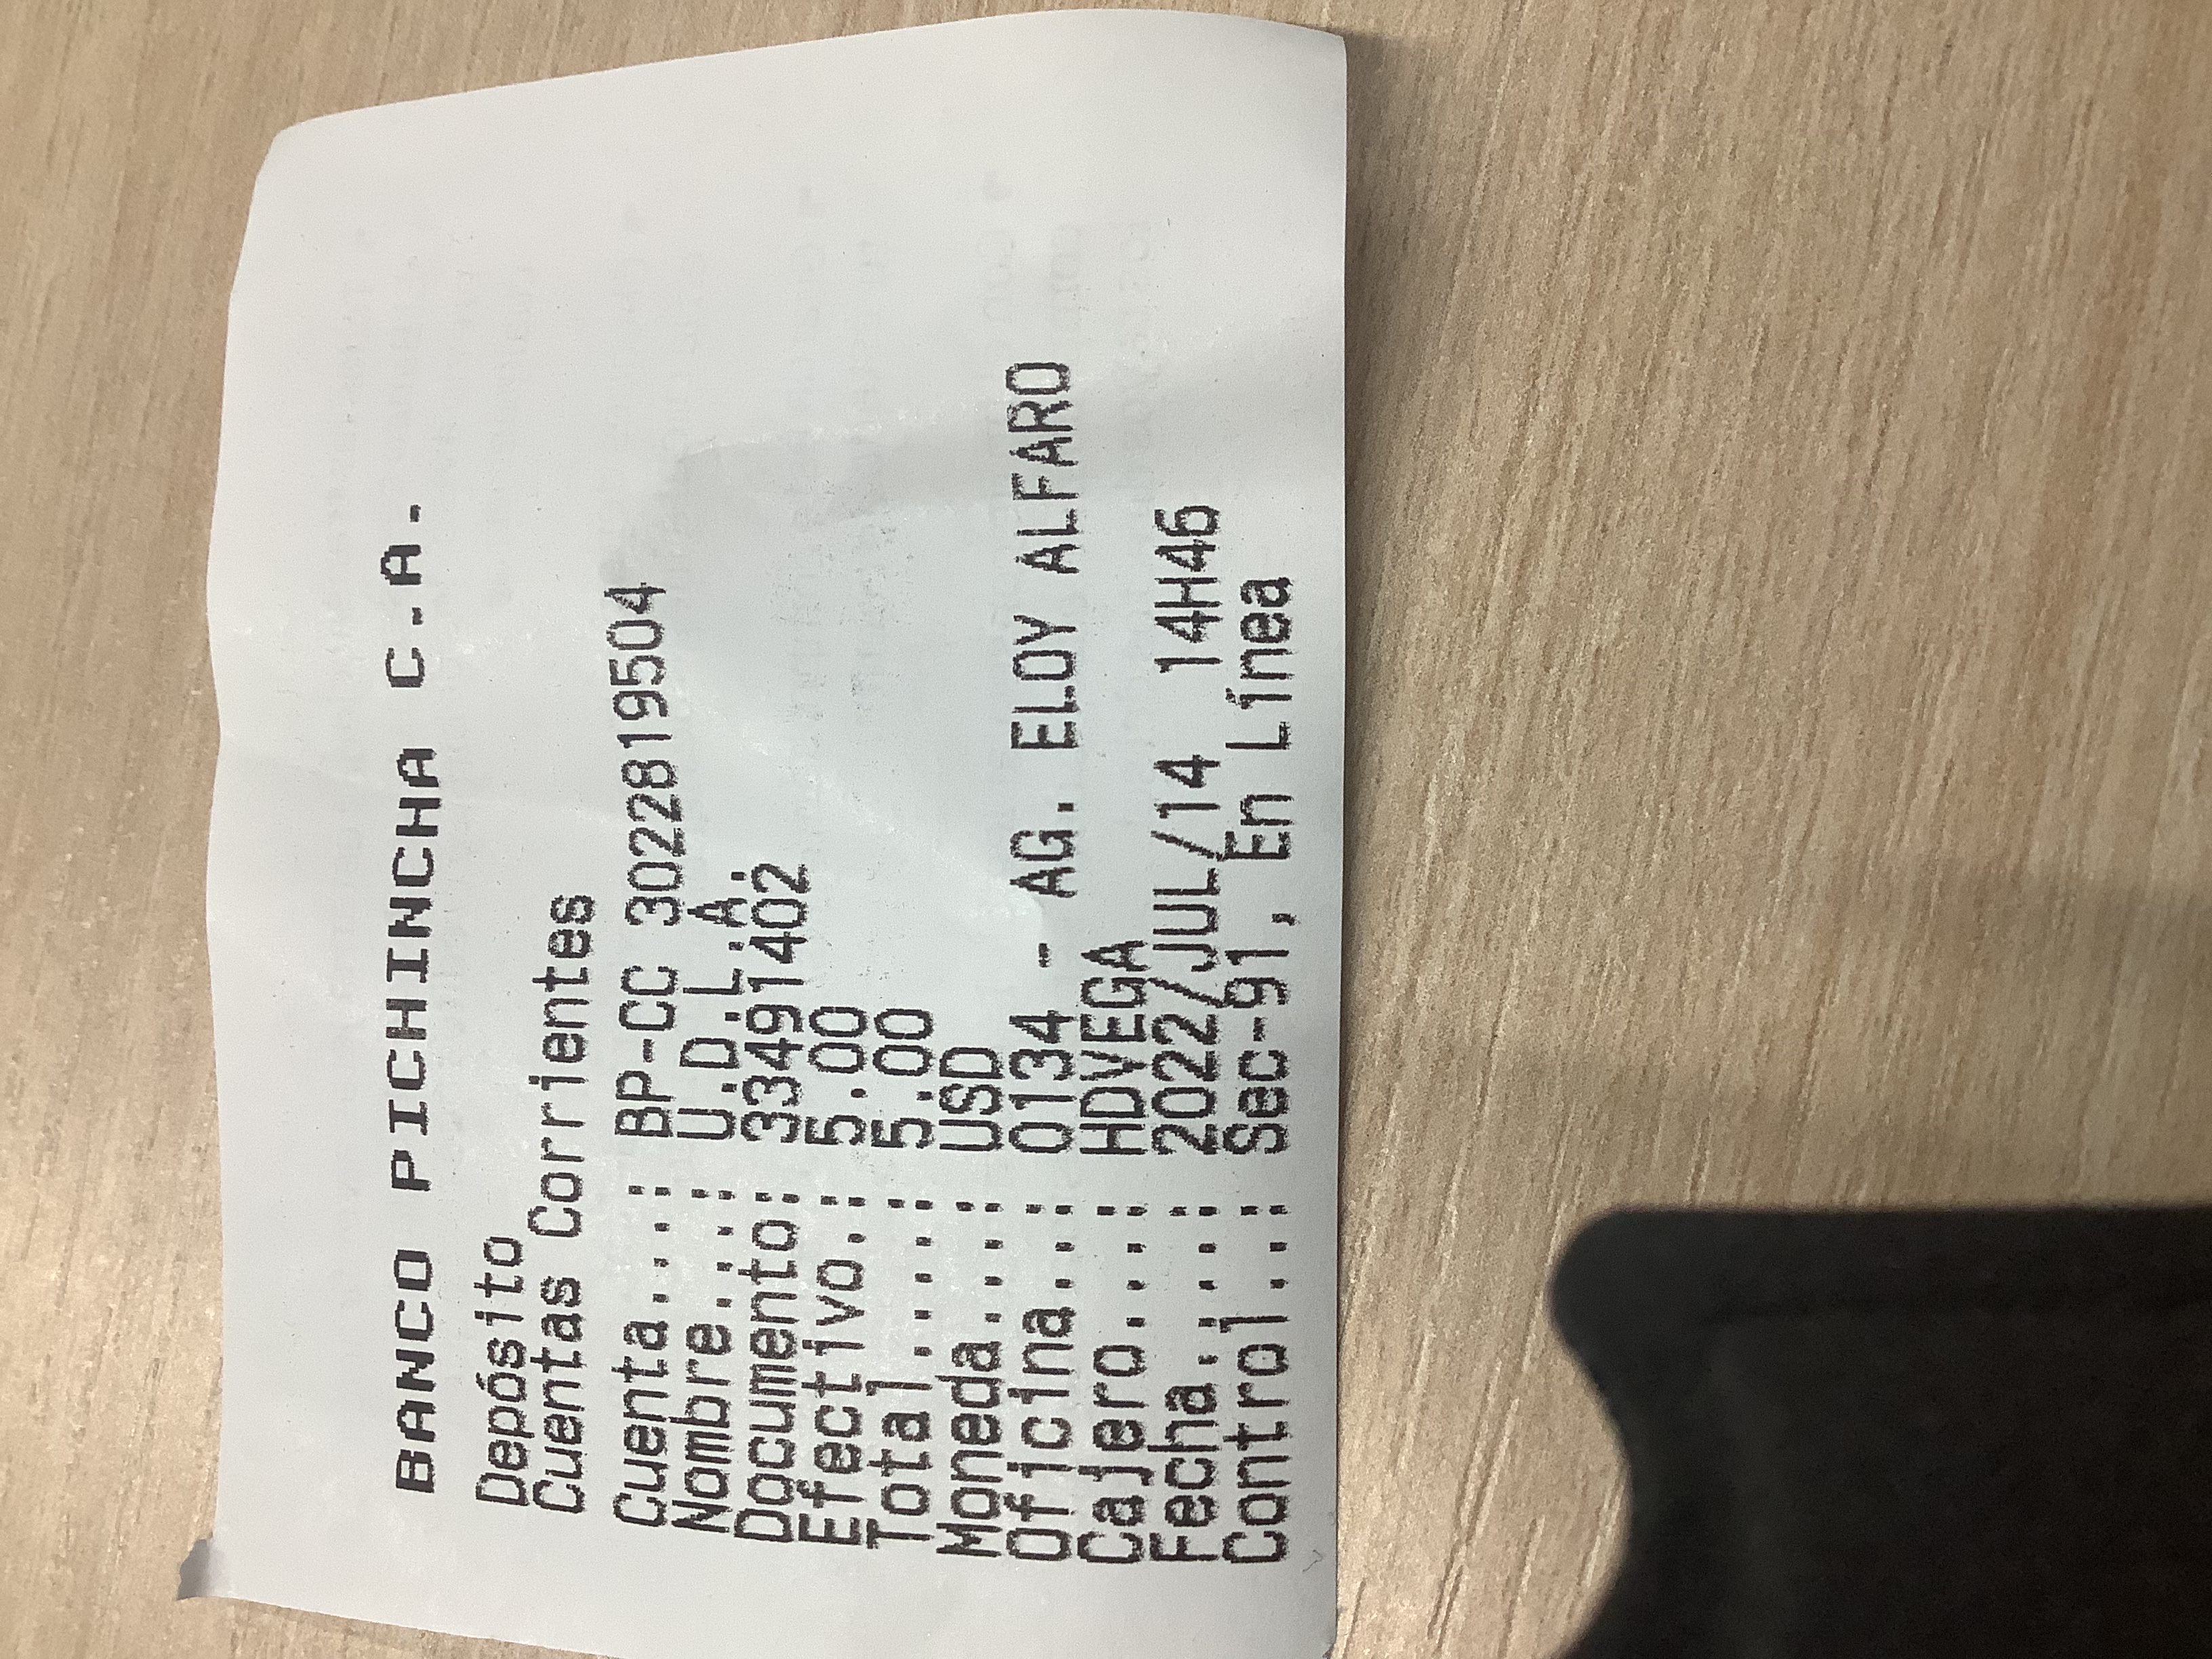 BANCO PICHINCHA C.A.
Depósito
Cuentas Corrientes
Cuenta....: BP-CC 3022819504
Nombre....: U.D.L.A.
Documento: 33491402
Efectivo.: 5.00
Total.....: 5.00
Moneda....: USD
Oficina...: 0134 - AG. ELOY ALFARO
Cajero....: HDVEGA
Fecha.....: 2022/JUL/14 14H46
Control...: Sec-91, En Línea